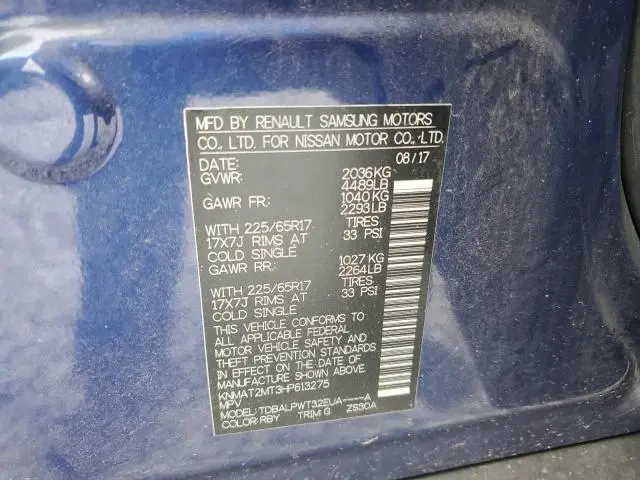 MFD BY RENAULT SAMSUNG MOTORS
CO., LTD. FOR NISSAN MOTOR CO., LTD.
DATE: 08/17
GVWR: 2036KG
4489LB
GAWR FR: 1040KG
2293LB
WITH 225/65R17 TIRES
17X7J RIMS AT 33 PSI
COLD SINGLE
GAWR RR: 1027KG
2264LB
WITH 225/65R17 TIRES
17X7J RIMS AT 33 PSI
COLD SINGLE
THIS VEHICLE CONFORMS TO
ALL APPLICABLE FEDERAL
MOTOR VEHICLE SAFETY AND
THEFT PREVENTION STANDARDS
IN EFFECT ON THE DATE OF
MANUFACTURE SHOWN ABOVE.
KNMAT2MT3HP613275
MPV
MODEL: TDBALPWT32EUA----A
COLOR: RBY TRIM G ZS30A